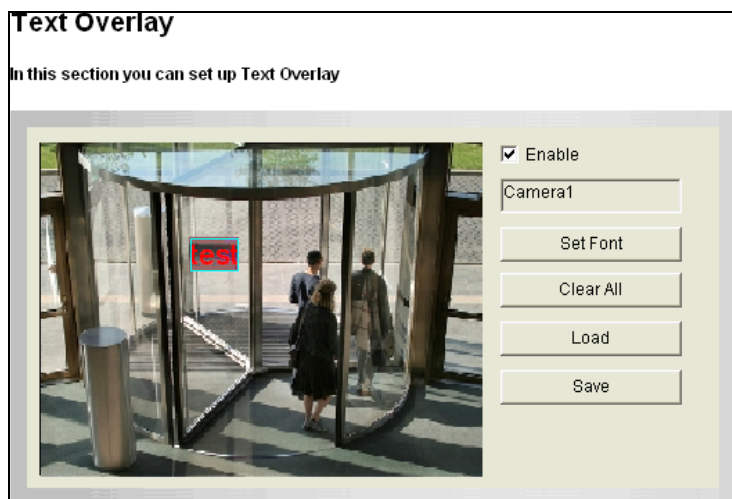 Text Overlay
In this section you can set up Text Overlay
test
Enable
Camera1
Set Font
Clear All
Load
Save